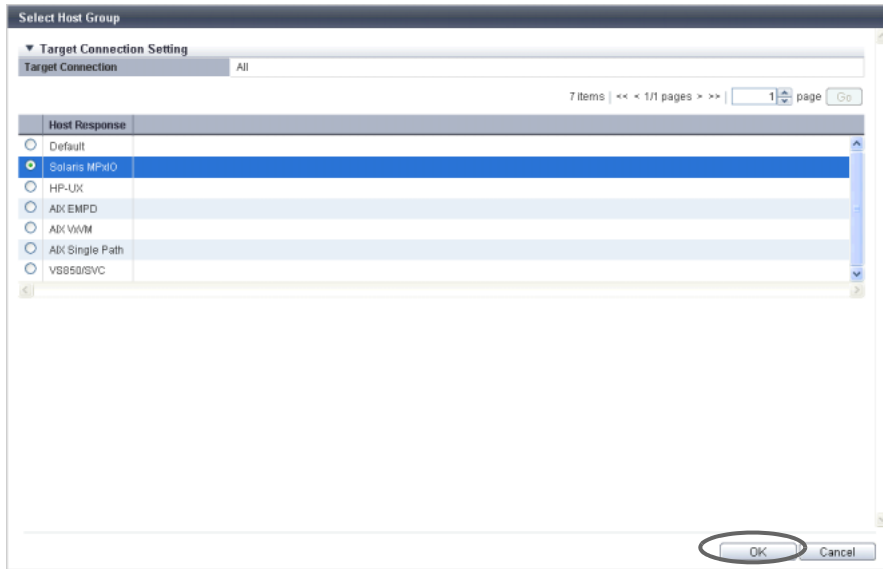 Select Host Group
▼ Target Connection Setting
Target Connection All
7 items | << < 1/1 pages > >> | 1 page Go
Host Response
Default
Solaris MPxIO
HP-UX
AIX EMPD
AIX VxVM
AIX Single Path
VS850/SVC
OK Cancel